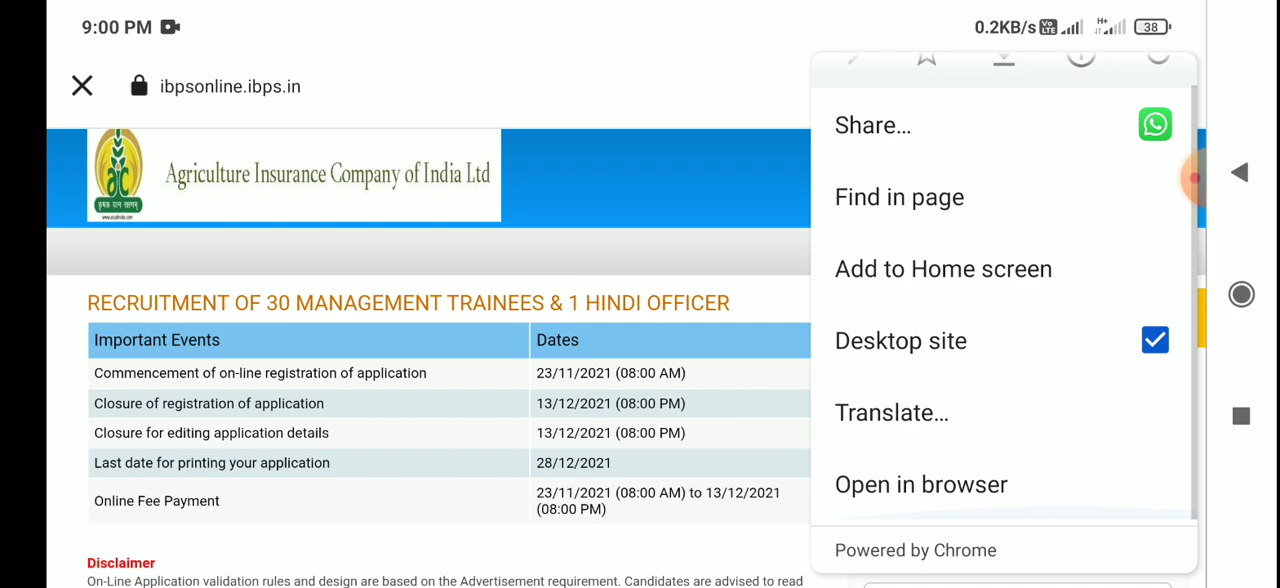 9:00 PM
0.2KB/s Vo LTE H+ 38
ibpsonline.ibps.in
aic
Agriculture Insurance Company of India Ltd
RECRUITMENT OF 30 MANAGEMENT TRAINEES & 1 HINDI OFFICER
Important Events Dates
Commencement of on-line registration of application 23/11/2021 (08:00 AM)
Closure of registration of application 13/12/2021 (08:00 PM)
Closure for editing application details 13/12/2021 (08:00 PM)
Last date for printing your application 28/12/2021
Online Fee Payment 23/11/2021 (08:00 AM) to 13/12/2021
(08:00 PM)
Disclaimer
On-Line Application validation rules and design are based on the Advertisement requirement. Candidates are advised to read
Share...
Find in page
Add to Home screen
Desktop site
Translate...
Open in browser
Powered by Chrome